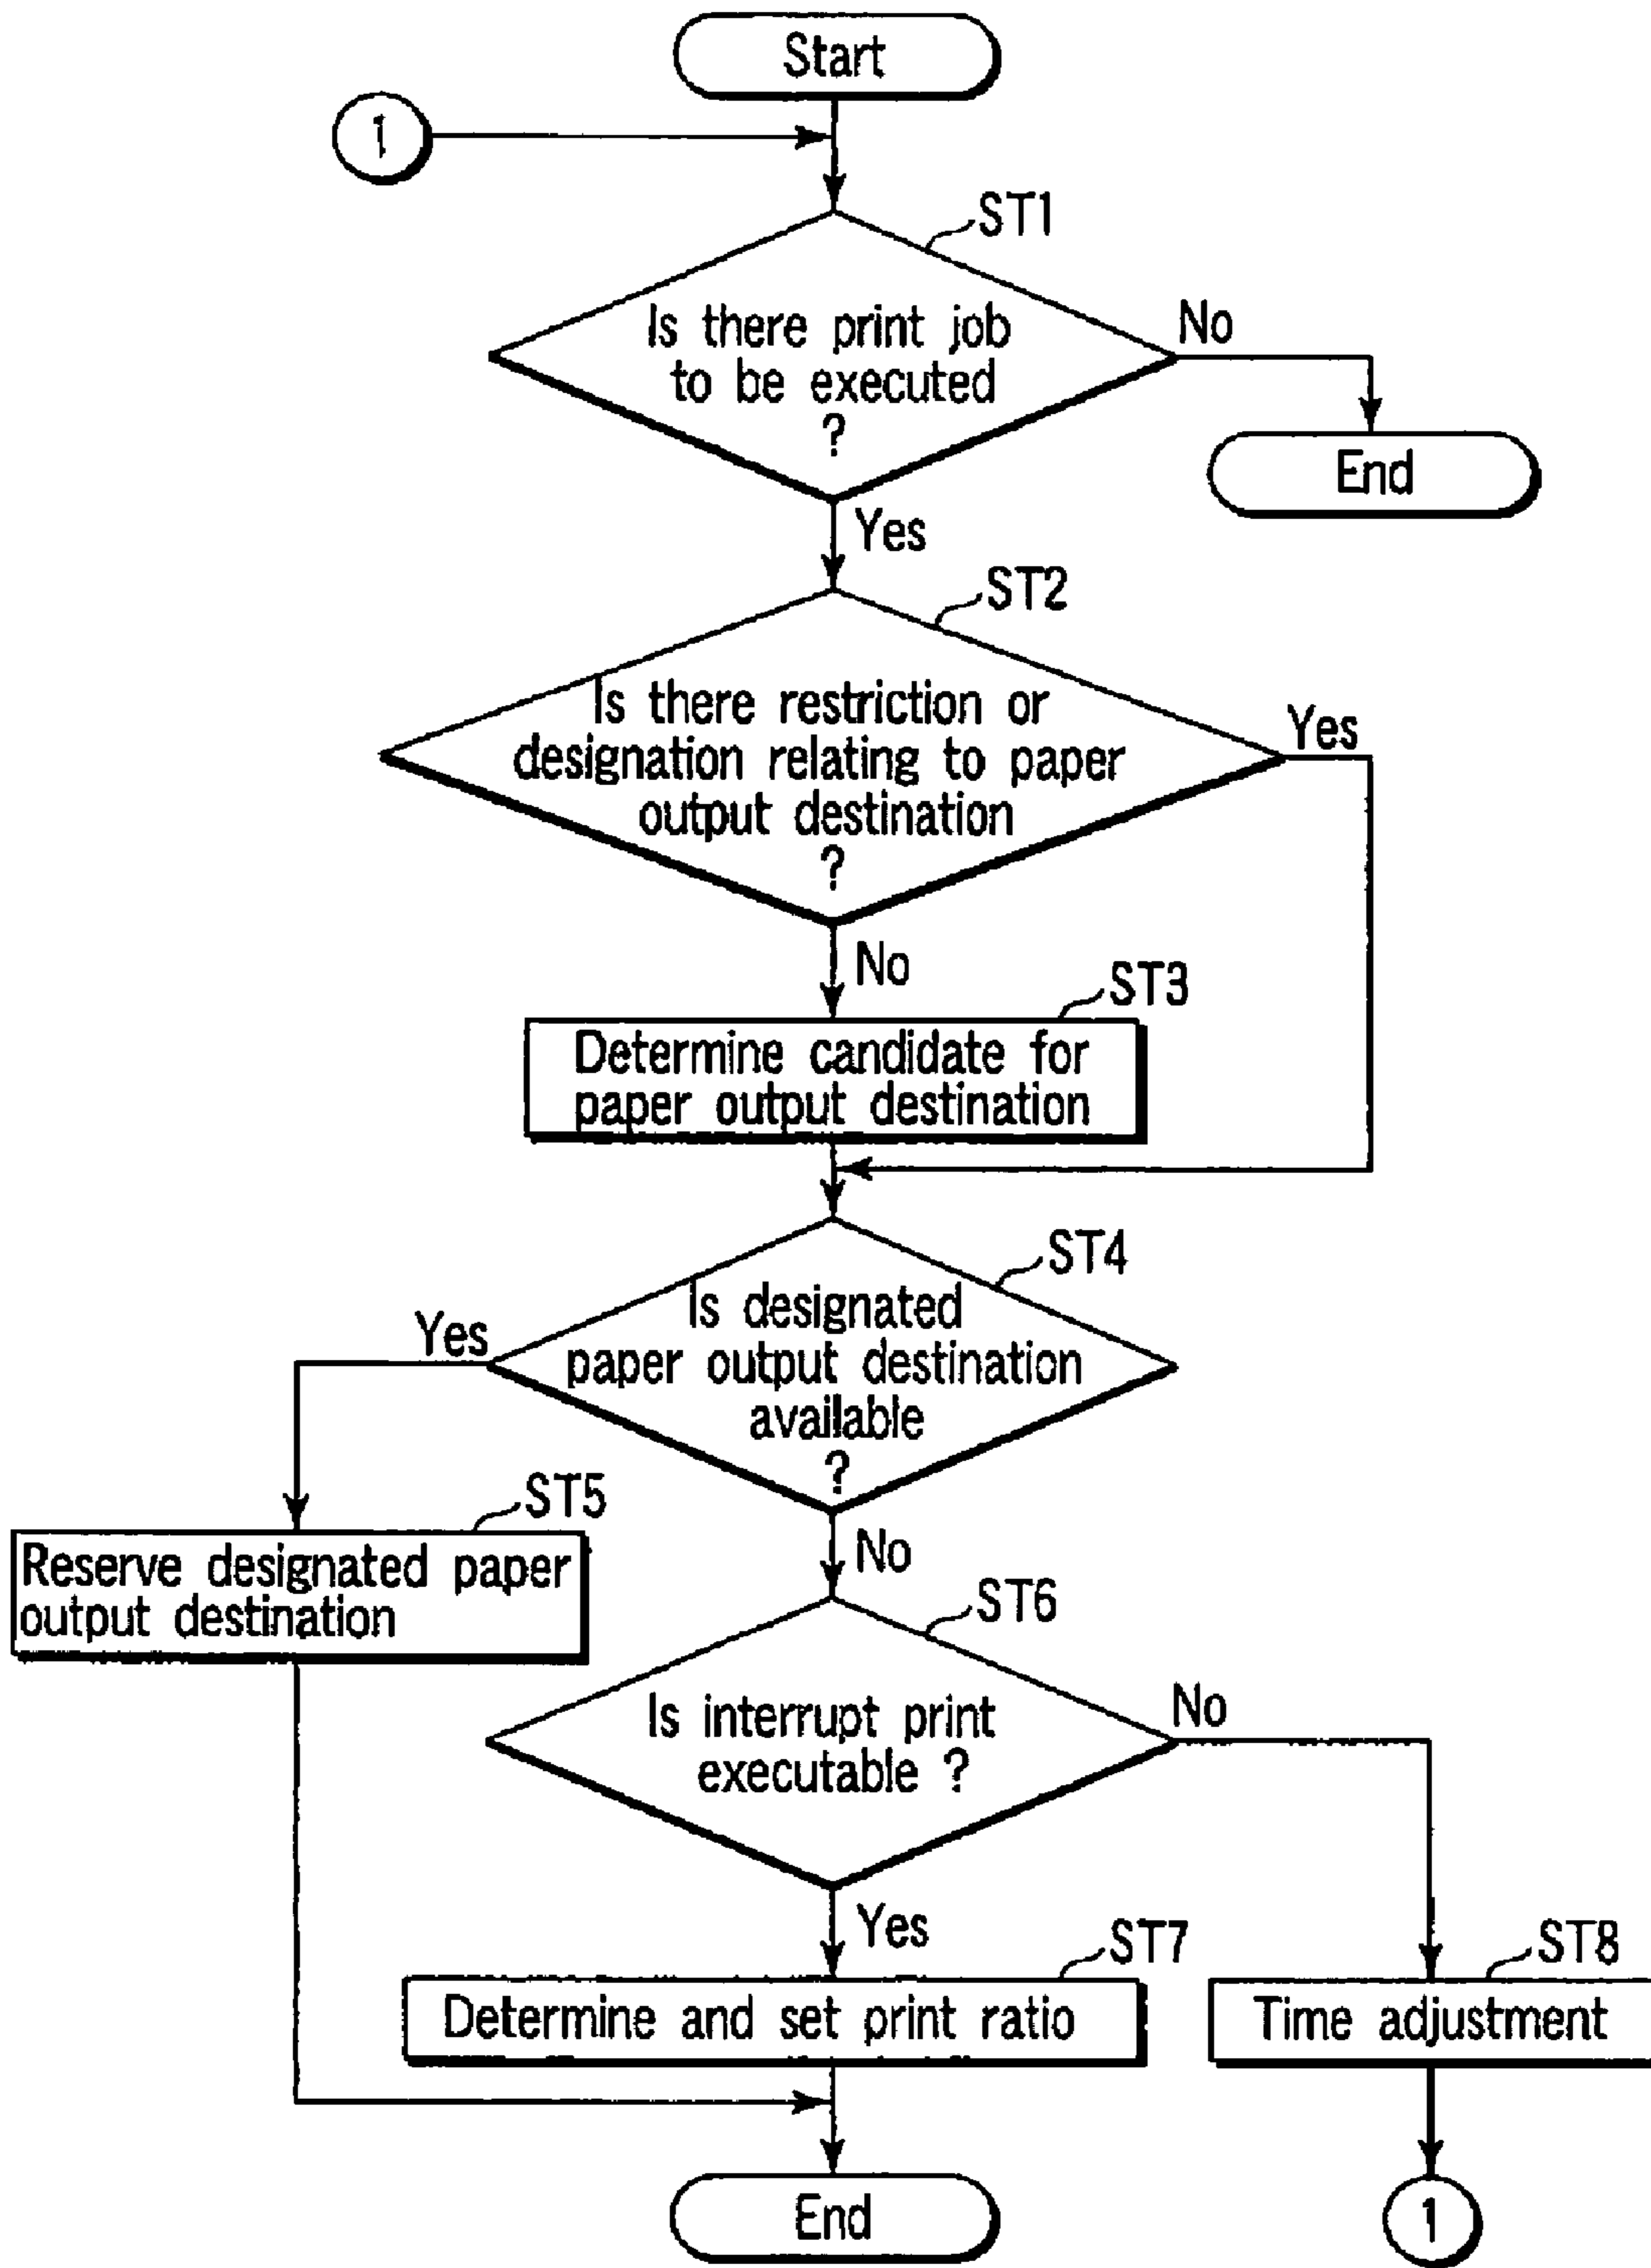 Start
1
ST1
Is there print job
to be executed
?
No
End
Yes
ST2
Is there restriction or
designation relating to paper
output destination
?
Yes
No
ST3
Determine candidate for
paper output destination
ST4
Is designated
paper output destination
available
?
Yes
ST5
Reserve designated paper
output destination
No
ST6
Is interrupt print
executable ?
No
Yes
ST7
Determine and set print ratio
ST8
Time adjustment
End
1